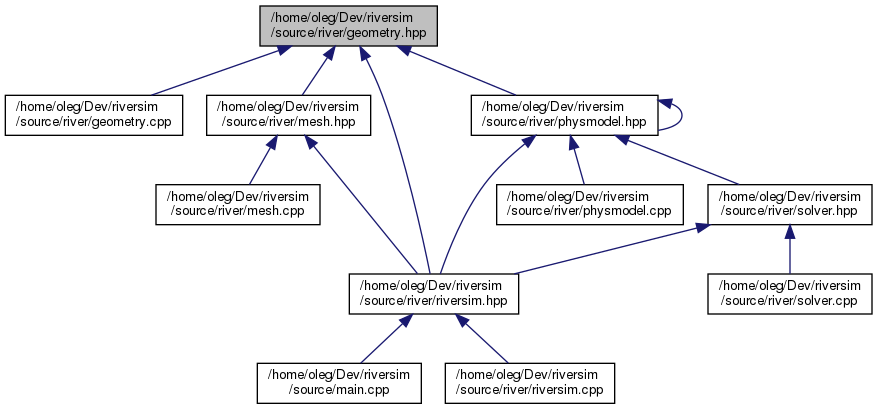 /home/oleg/Dev/riversim
/source/river/geometry.hpp
/home/oleg/Dev/riversim
/source/river/geometry.cpp
/home/oleg/Dev/riversim
/source/river/mesh.hpp
/home/oleg/Dev/riversim
/source/river/physmodel.hpp
/home/oleg/Dev/riversim
/source/river/mesh.cpp
/home/oleg/Dev/riversim
/source/river/physmodel.cpp
/home/oleg/Dev/riversim
/source/river/solver.hpp
/home/oleg/Dev/riversim
/source/river/riversim.hpp
/home/oleg/Dev/riversim
/source/river/solver.cpp
/home/oleg/Dev/riversim
/source/main.cpp
/home/oleg/Dev/riversim
/source/river/riversim.cpp